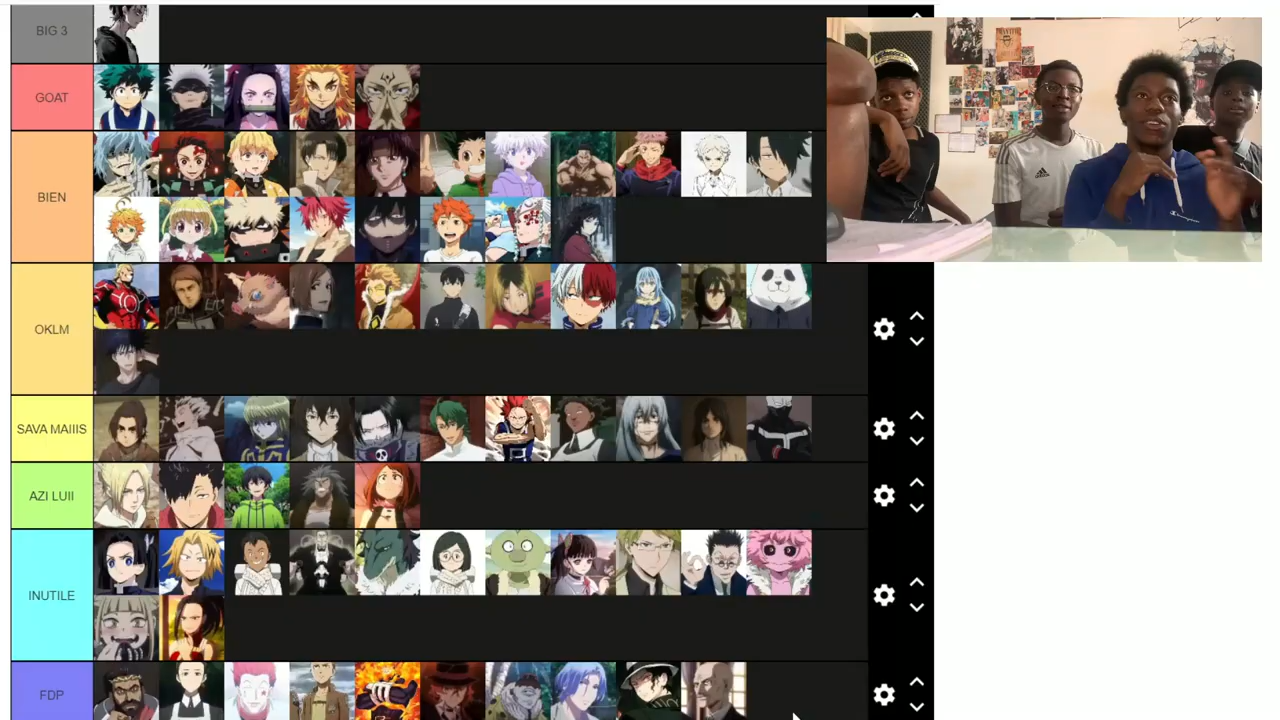 BIG 3
GOAT
BIEN
OKLM
SAVA MAIIIS
AZI LUII
INUTILE
FDP